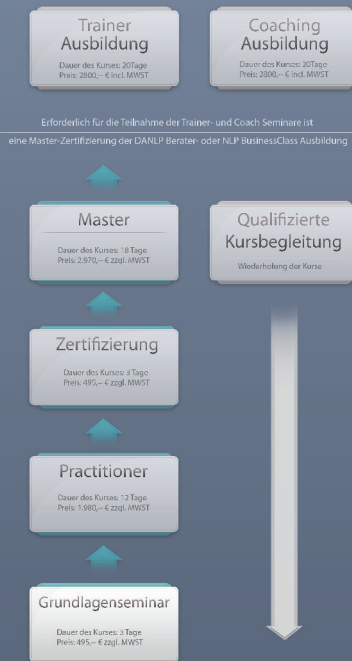 Trainer
Ausbildung
Dauer des Kurses: 20Tage
Preis: 2800,-- € incl. MWST
Coaching
Ausbildung
Dauer des Kurses: 20Tage
Preis: 2800,-- € incl. MWST
Erforderlich für die Teilnahme der Trainer- und Coach Seminare ist
eine Master-Zertifizierung der DANLP Berater- oder NLP BusinessClass Ausbildung
Master
Dauer des Kurses: 18 Tage
Preis: 2.970,-- € zzgl. MWST
Qualifizierte
Kursbegleitung
Wiederholung der Kurse
Zertifizierung
Dauer des Kurses: 3 Tage
Preis: 495,-- € zzgl. MWST
Practitioner
Dauer des Kurses: 12 Tage
Preis: 1.980,-- € zzgl. MWST
Grundlagenseminar
Dauer des Kurses: 3 Tage
Preis: 495,-- € zzgl. MWST